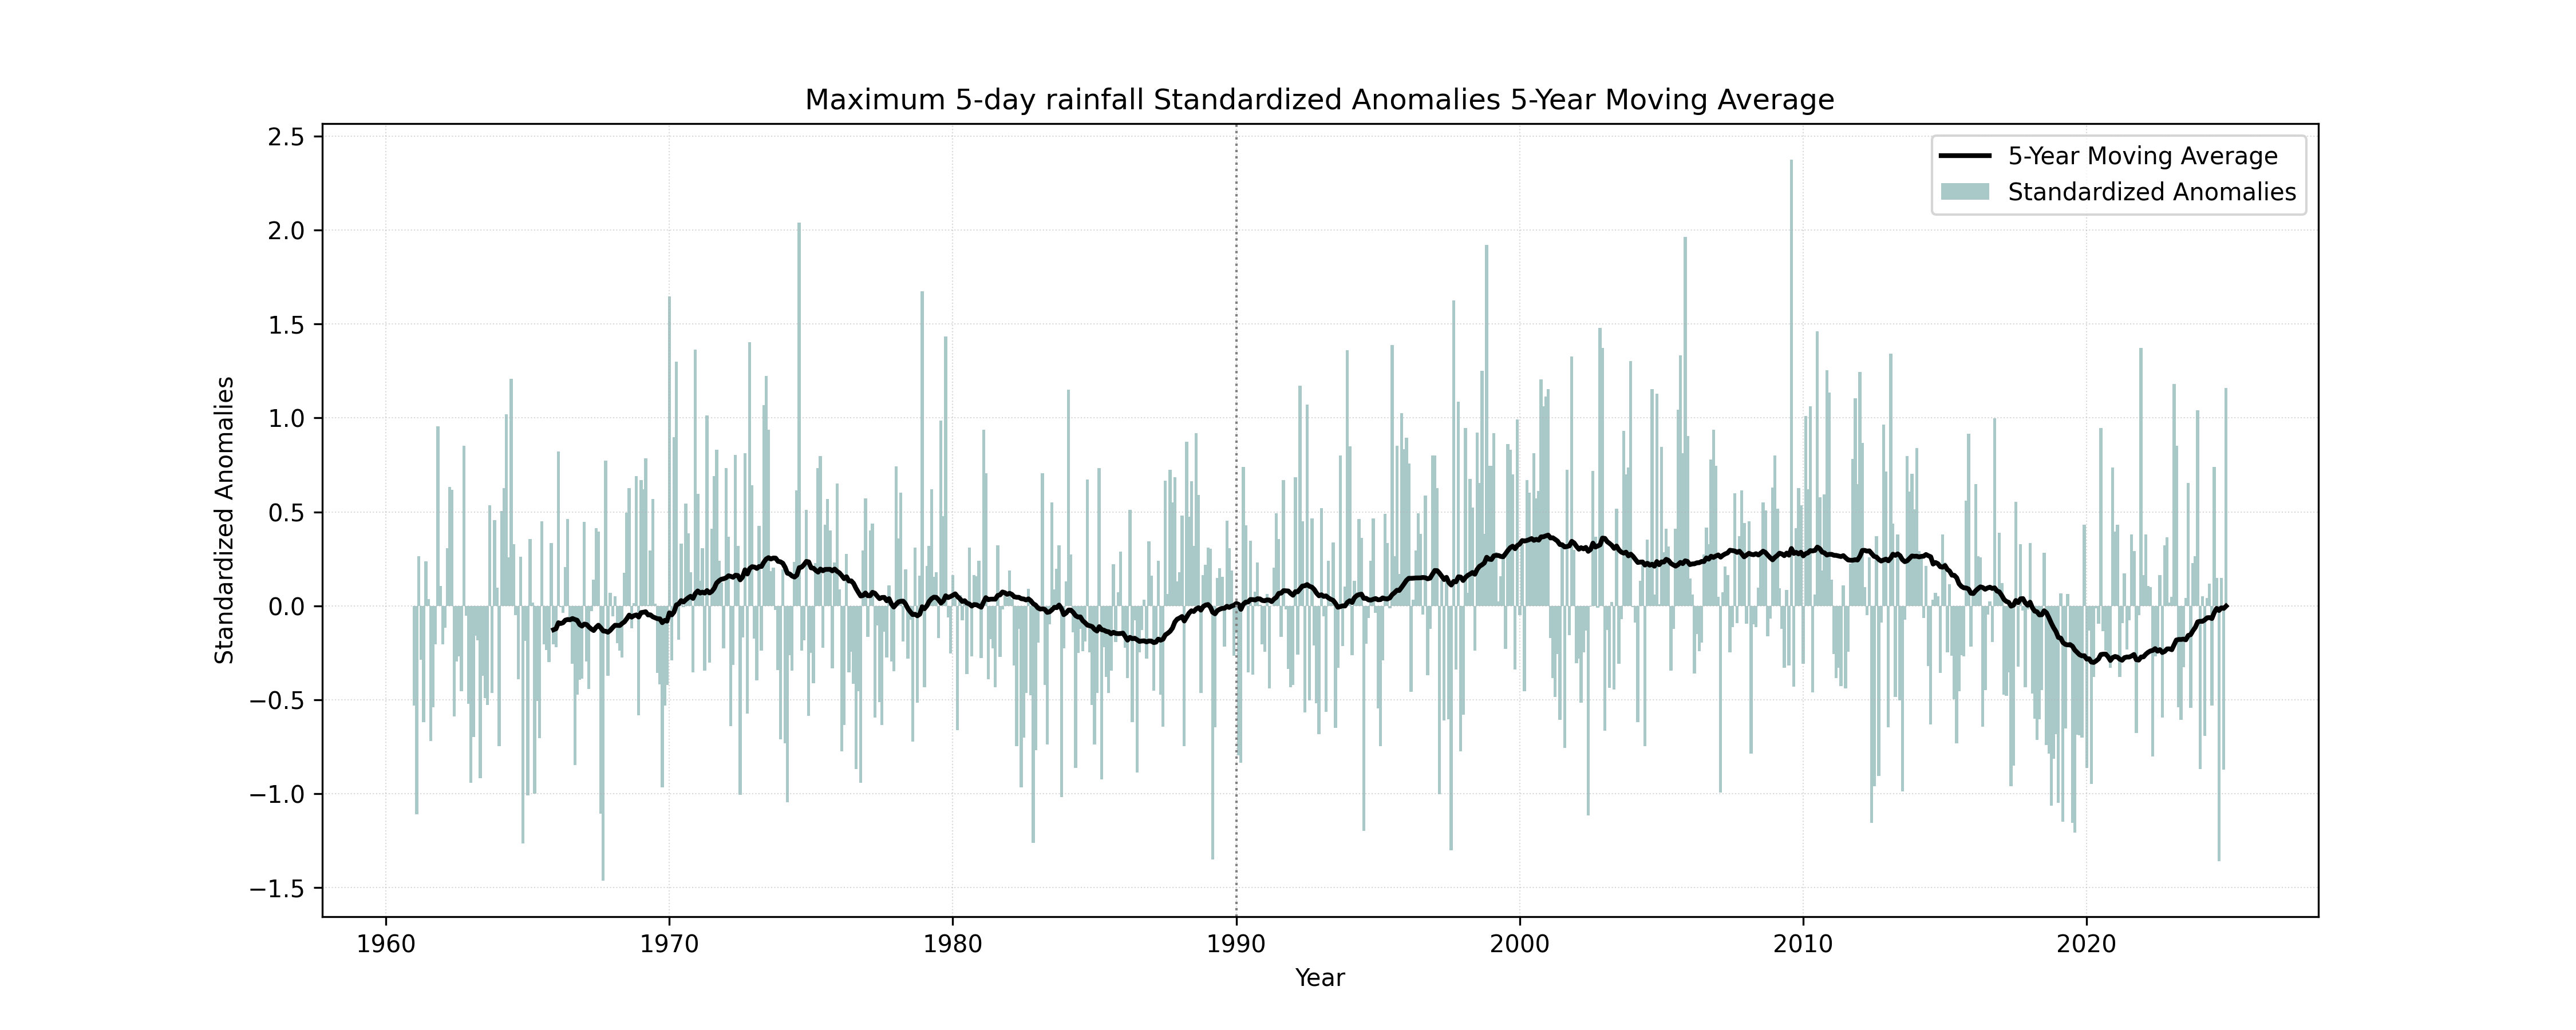 Maximum 5-day rainfall Standardized Anomalies 5-Year Moving Average
5-Year Moving Average
Standardized Anomalies
2.5
2.0
1.5
1.0
0.5
0.0
−0.5
−1.0
−1.5
Standardized Anomalies
1960 1970 1980 1990 2000 2010 2020
Year